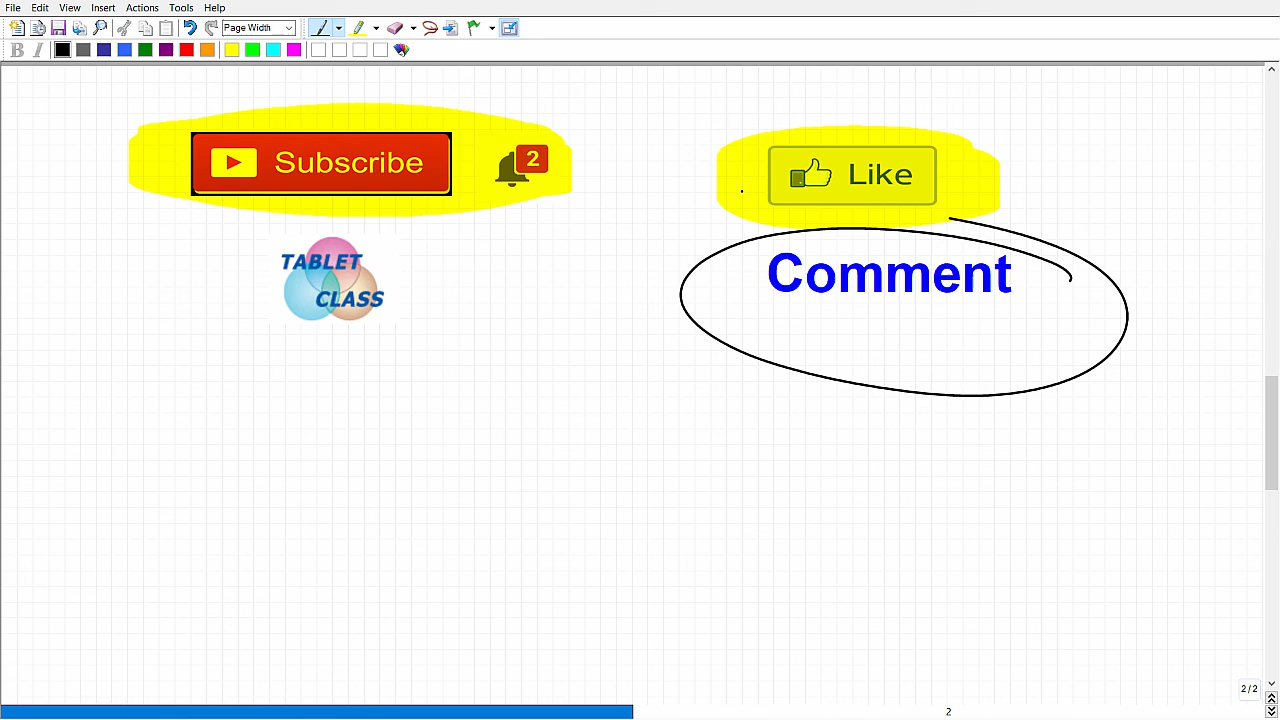 File Edit View Insert Actions Tools Help
Page Width
B I
Subscribe 2
Like
TABLET
CLASS
Comment
2/2
2